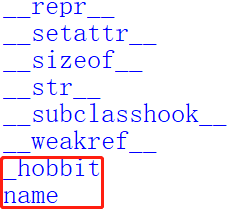 __repr__
__setattr__
__sizeof__
__str__
__subclasshook__
__weakref__
_hobbit
name